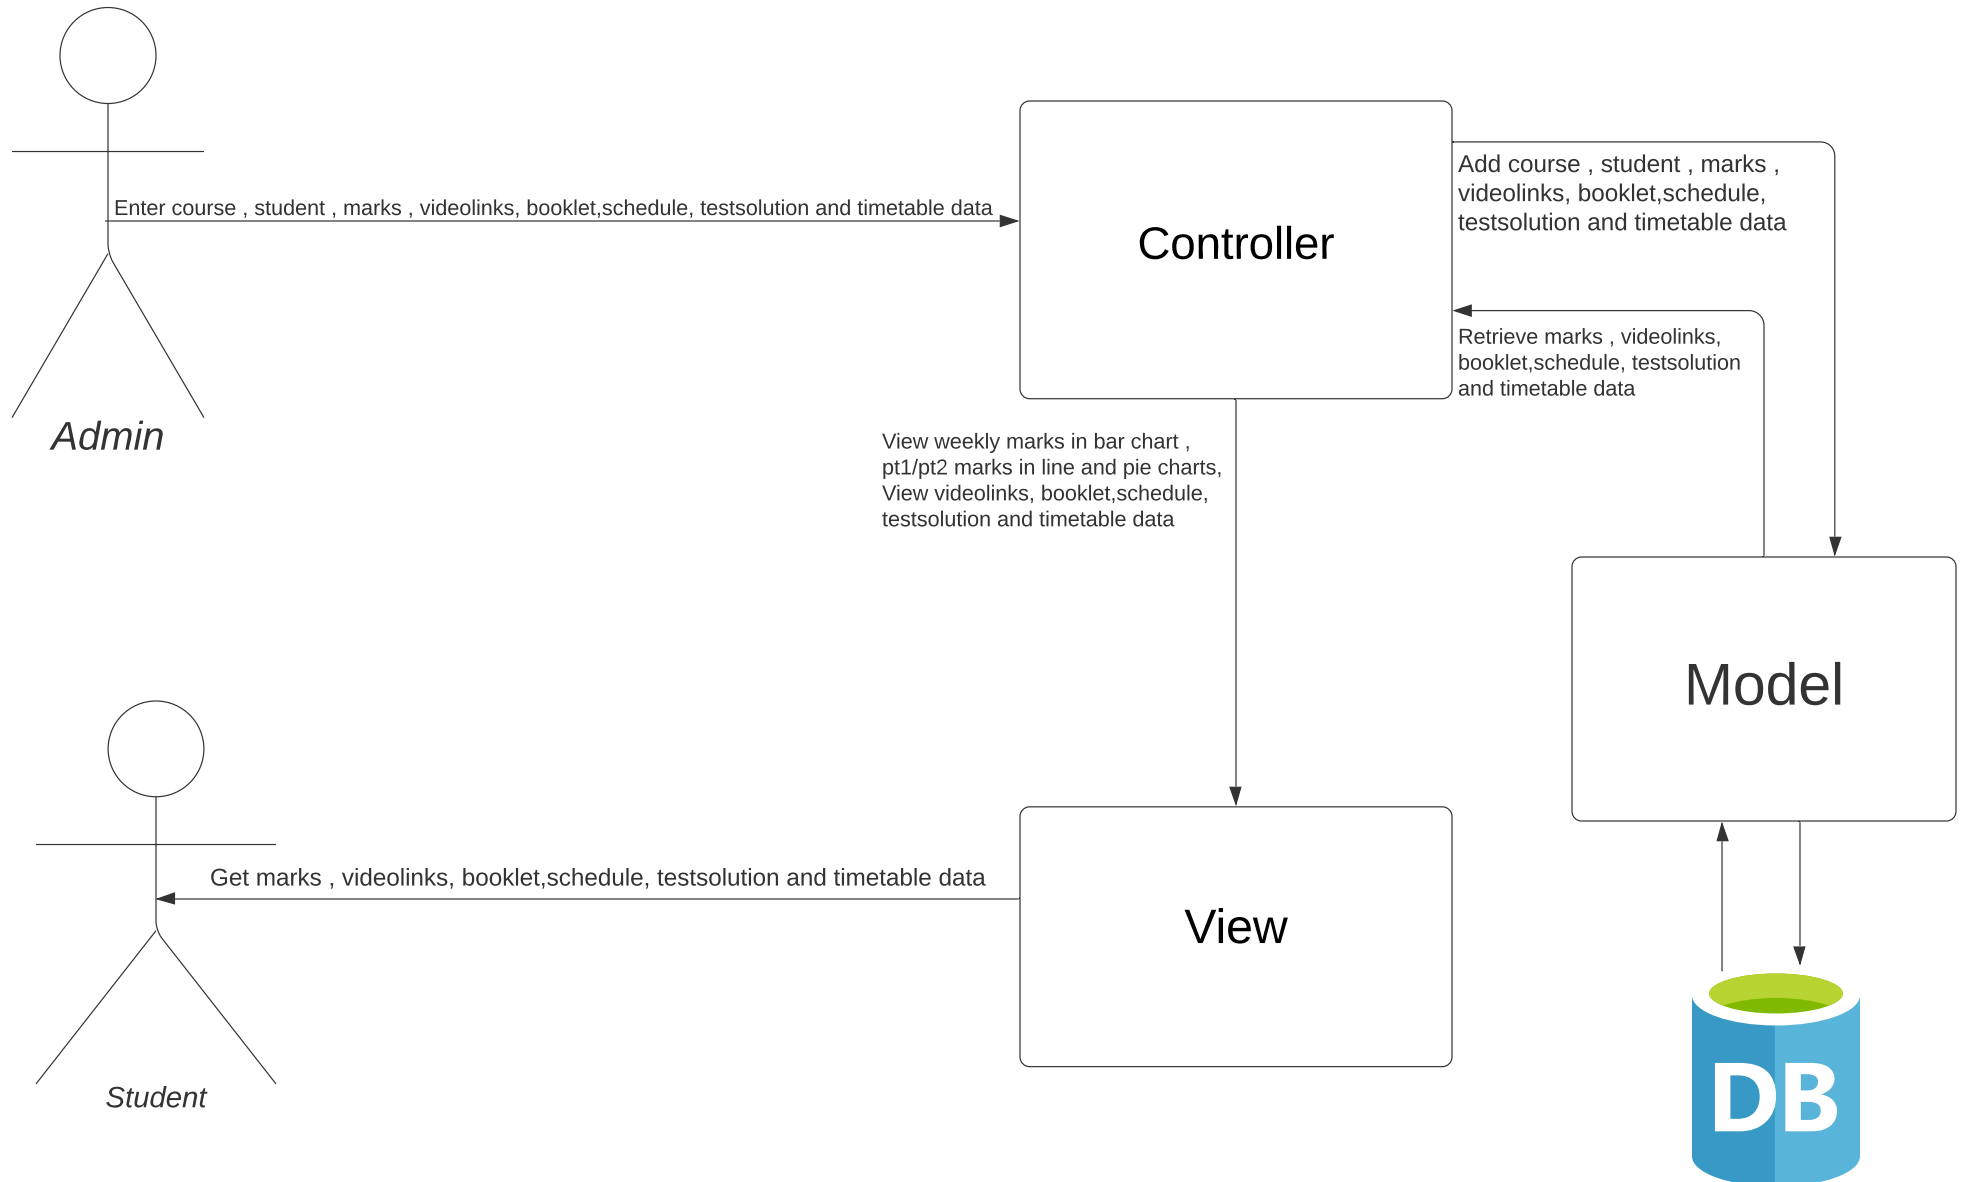 Enter course , student , marks , videolinks, booklet,schedule, testsolution and timetable data
Controller
Add course , student , marks ,
videolinks, booklet,schedule,
testsolution and timetable data
Retrieve marks , videolinks,
booklet,schedule, testsolution
and timetable data
Admin
View weekly marks in bar chart ,
pt1/pt2 marks in line and pie charts,
View videolinks, booklet,schedule,
testsolution and timetable data
Model
Get marks , videolinks, booklet,schedule, testsolution and timetable data
View
Student
DB